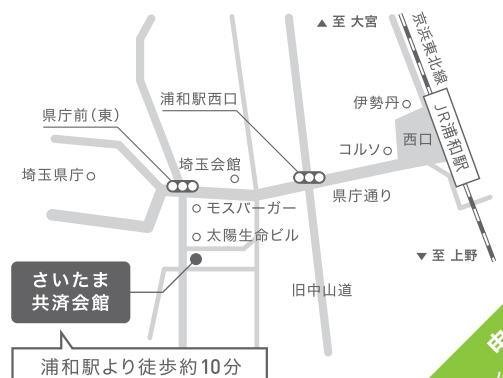 ▲ 至 大宮
京浜東北線
伊勢丹
JR浦和駅
西口
浦和駅西口
コルソ
県庁前（東）
埼玉会館
埼玉県庁
県庁通り
モスバーガー
太陽生命ビル
▼ 至 上野
さいたま
共済会館
旧中山道
浦和駅より徒歩約10分